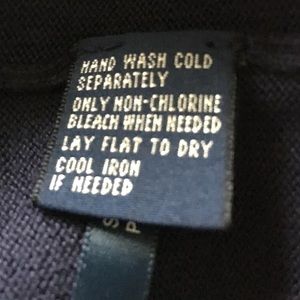 HAND WASH COLD
SEPARATELY
ONLY NON-CHLORINE
BLEACH WHEN NEEDED
LAY FLAT TO DRY
COOL IRON
IF NEEDED
S
P